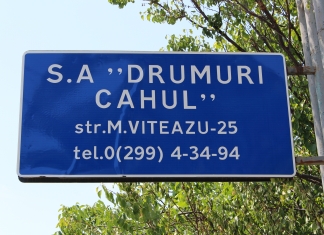 S.A "DRUMURI
CAHUL"
str.M.VITEAZU-25
tel.0(299) 4-34-94